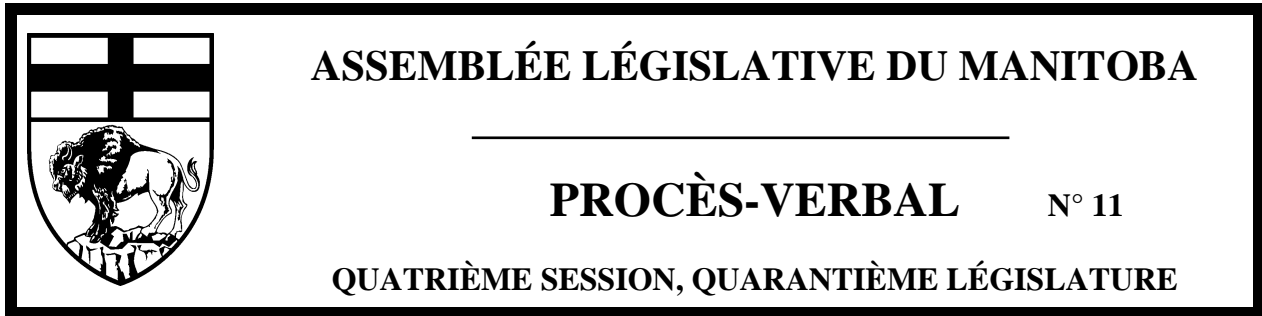 ASSEMBLÉE LÉGISLATIVE DU MANITOBA
PROCÈS-VERBAL N° 11
QUATRIÈME SESSION, QUARANTIÈME LÉGISLATURE